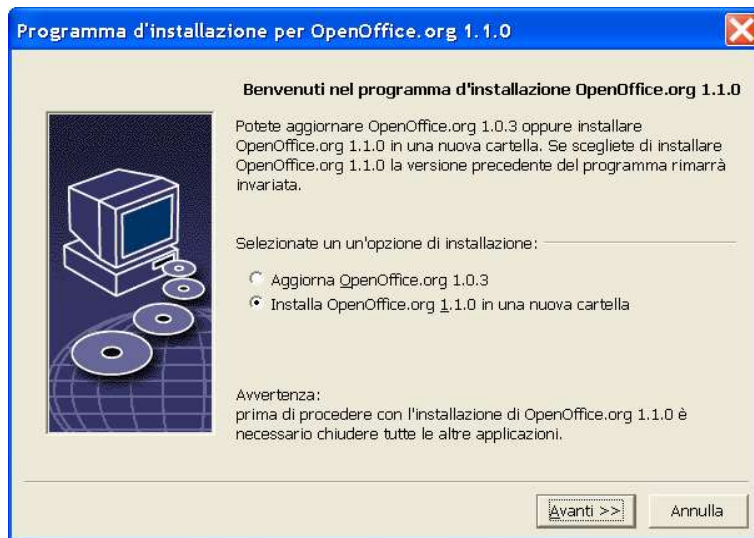 Programma d'installazione per OpenOffice.org 1.1.0
Benvenuti nel programma d'installazione OpenOffice.org 1.1.0
Potete aggiornare OpenOffice.org 1.0.3 oppure installare
OpenOffice.org 1.1.0 in una nuova cartella. Se scegliete di installare
OpenOffice.org 1.1.0 la versione precedente del programma rimarrà
invariata.
Selezionate un un'opzione di installazione:
Aggiorna OpenOffice.org 1.0.3
Installa OpenOffice.org 1.1.0 in una nuova cartella
Avvertenza:
prima di procedere con l'installazione di OpenOffice.org 1.1.0 è
necessario chiudere tutte le altre applicazioni.
Avanti >>
Annulla